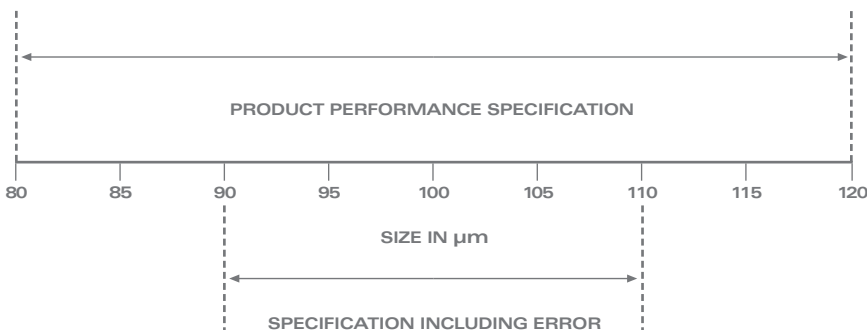 PRODUCT PERFORMANCE SPECIFICATION
80 85 90 95 100 105 110 115 120
SIZE IN µm
SPECIFICATION INCLUDING ERROR